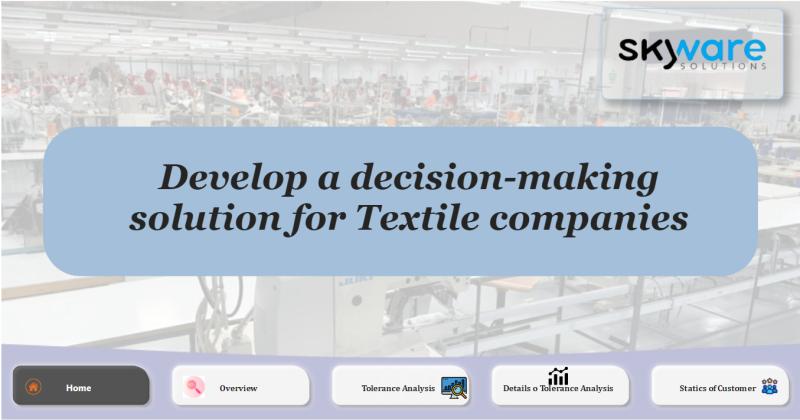 skyware
SOLUTIONS
Develop a decision-making
solution for Textile companies
Home
Overview
Tolerance Analysis
Details o Tolerance Analysis
Statics of Customer